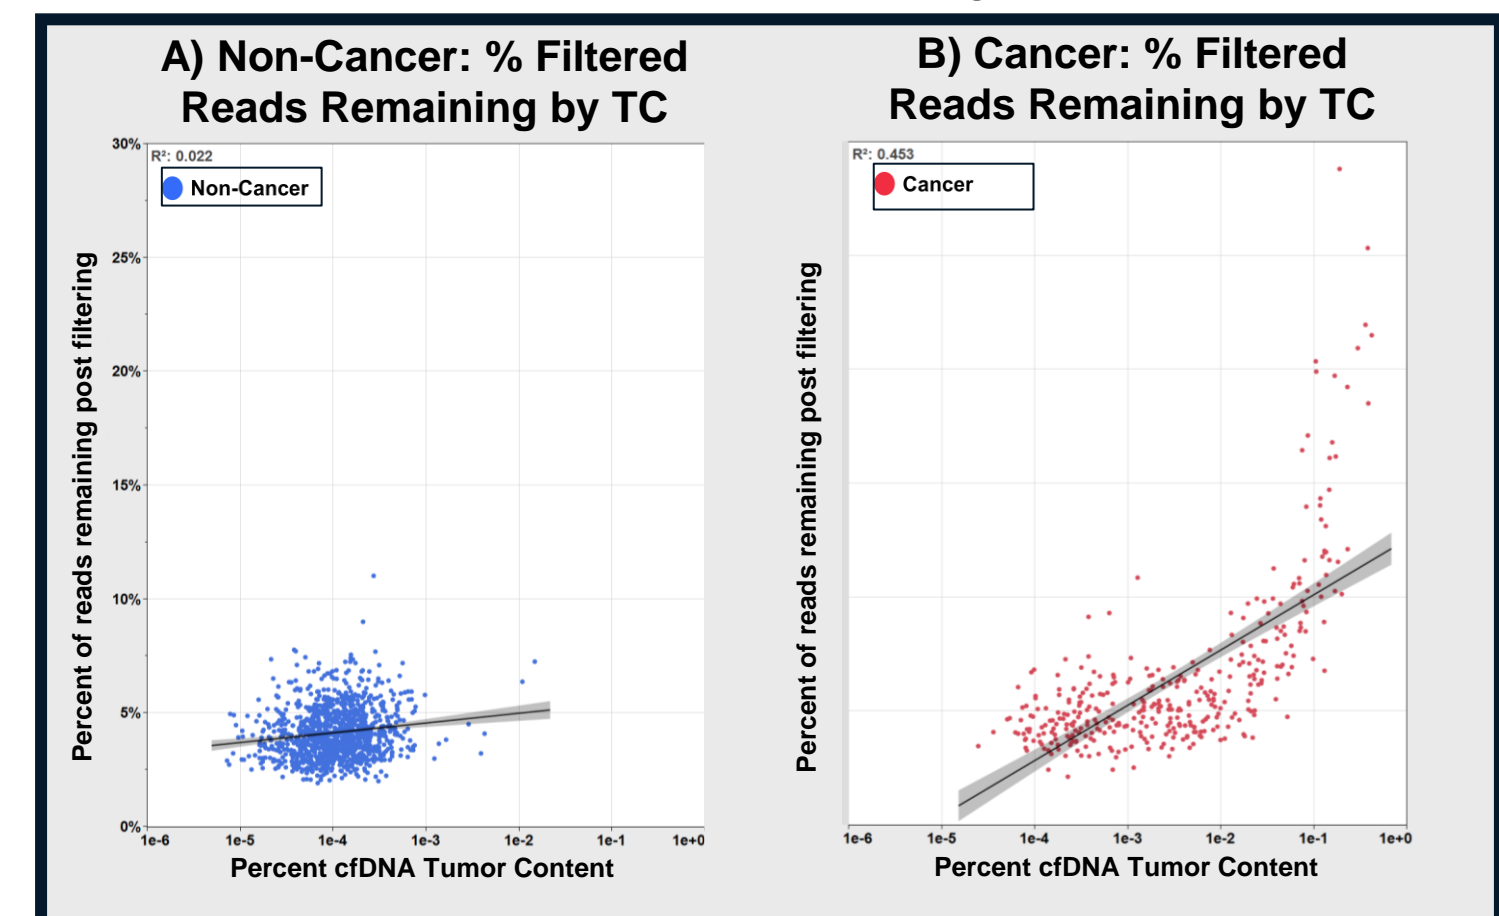 A) Non-Cancer: % Filtered
Reads Remaining by TC
30%
R²: 0.022
Non-Cancer
25%
20%
15%
10%
5%
0%
Percent of reads remaining post filtering
1e-6 1e-5 1e-4 1e-3 1e-2 1e-1 1e+0
Percent cfDNA Tumor Content
B) Cancer: % Filtered
Reads Remaining by TC
R²: 0.453
Cancer
Percent of reads remaining post filtering
1e-6 1e-5 1e-4 1e-3 1e-2 1e-1 1e+0
Percent cfDNA Tumor Content